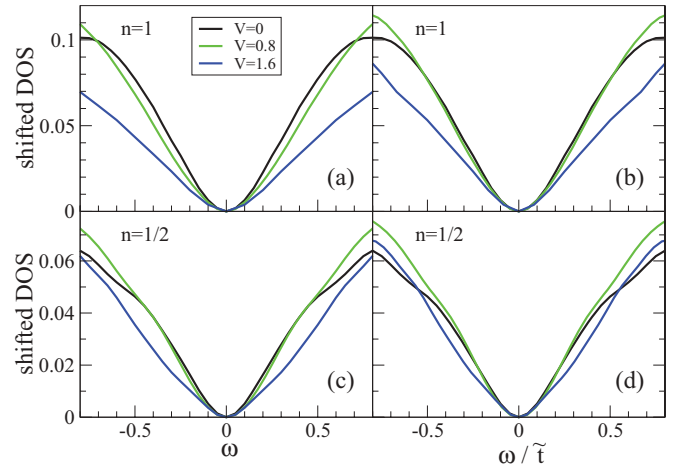 n=1
V=0
V=0.8
V=1.6
n=1
0.1
0.05
0
shifted DOS
(a)
(b)
n=1/2
n=1/2
0.06
0.04
0.02
0
shifted DOS
(c)
(d)
-0.5
0
0.5
-0.5
0
0.5
ω
ω / t̃